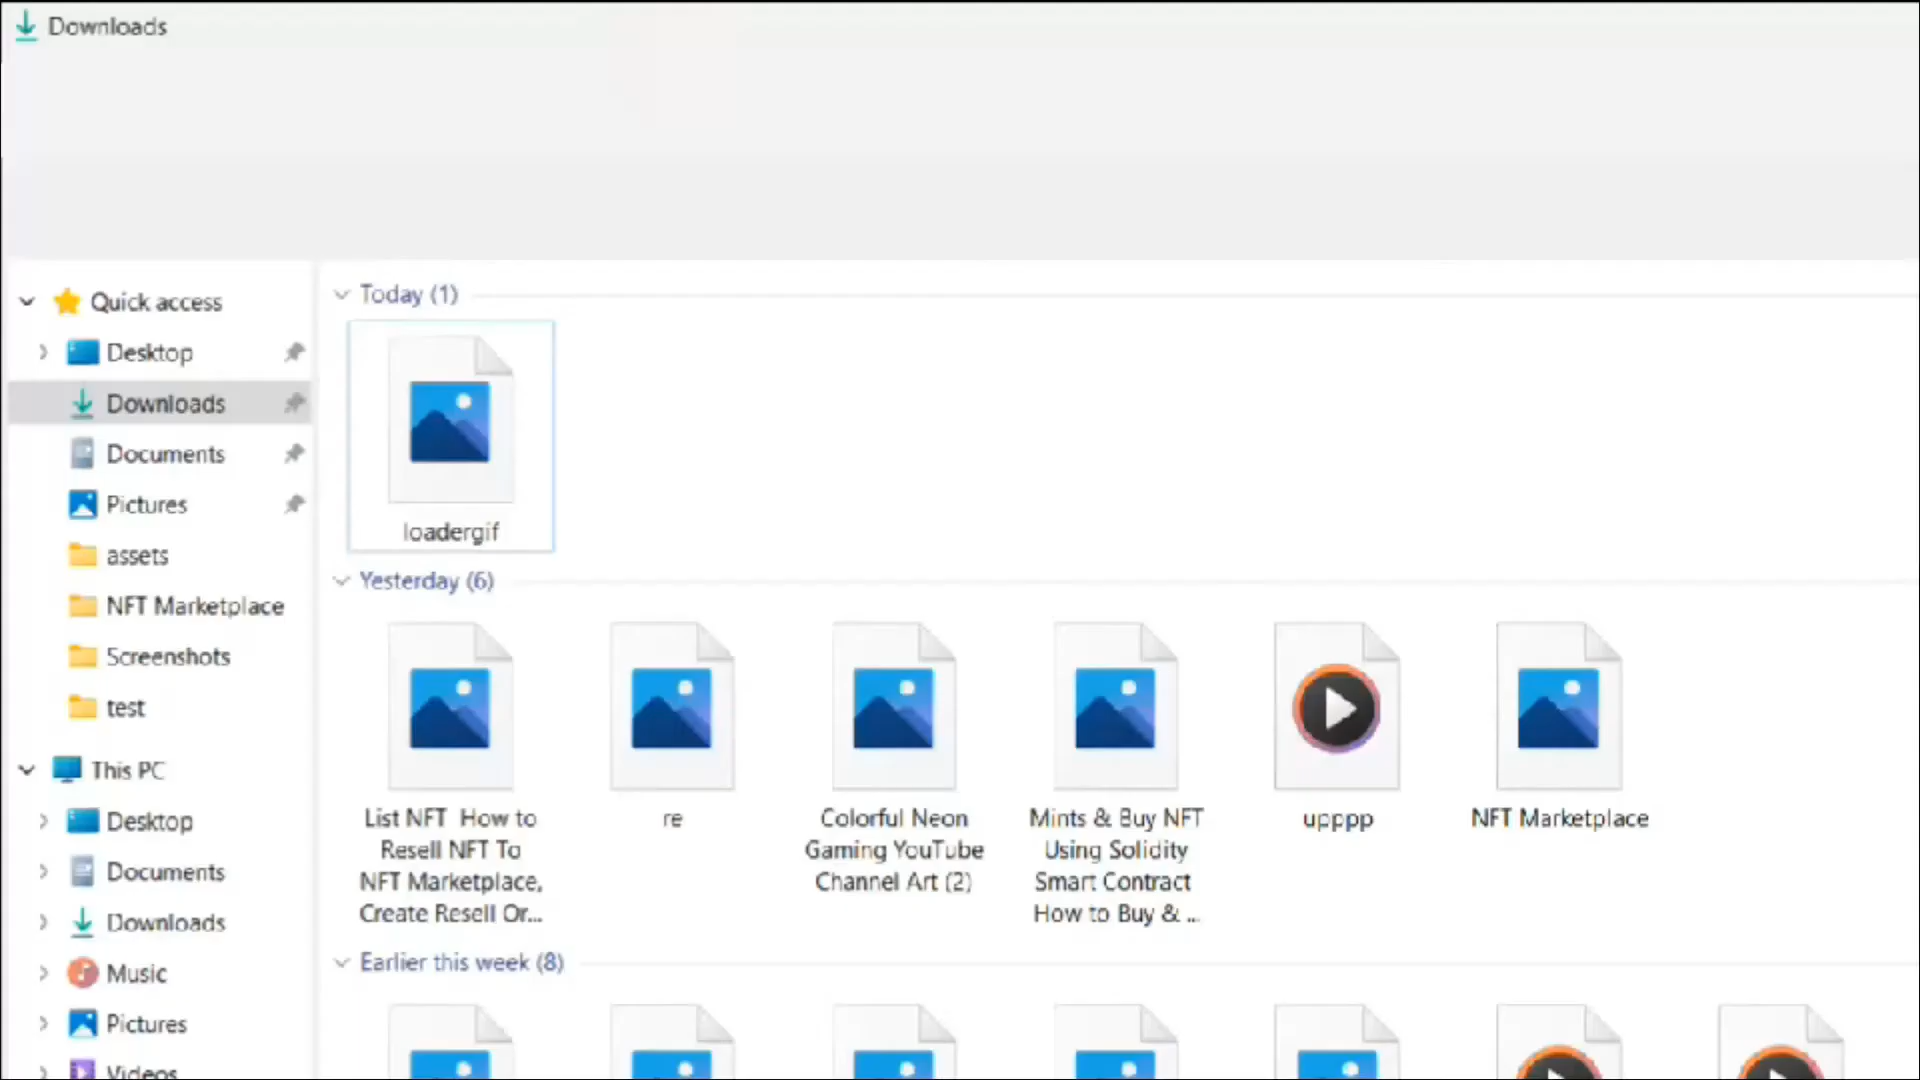 Downloads
Quick access
Desktop
Downloads
Documents
Pictures
assets
NFT Marketplace
Screenshots
test
This PC
Desktop
Documents
Downloads
Music
Pictures
Videos
Today (1)
loadergif
Yesterday (6)
List NFT How to
Resell NFT To
NFT Marketplace,
Create Resell Or...
re
Colorful Neon
Gaming YouTube
Channel Art (2)
Mints & Buy NFT
Using Solidity
Smart Contract
How to Buy & ...
upppp
NFT Marketplace
Earlier this week (8)